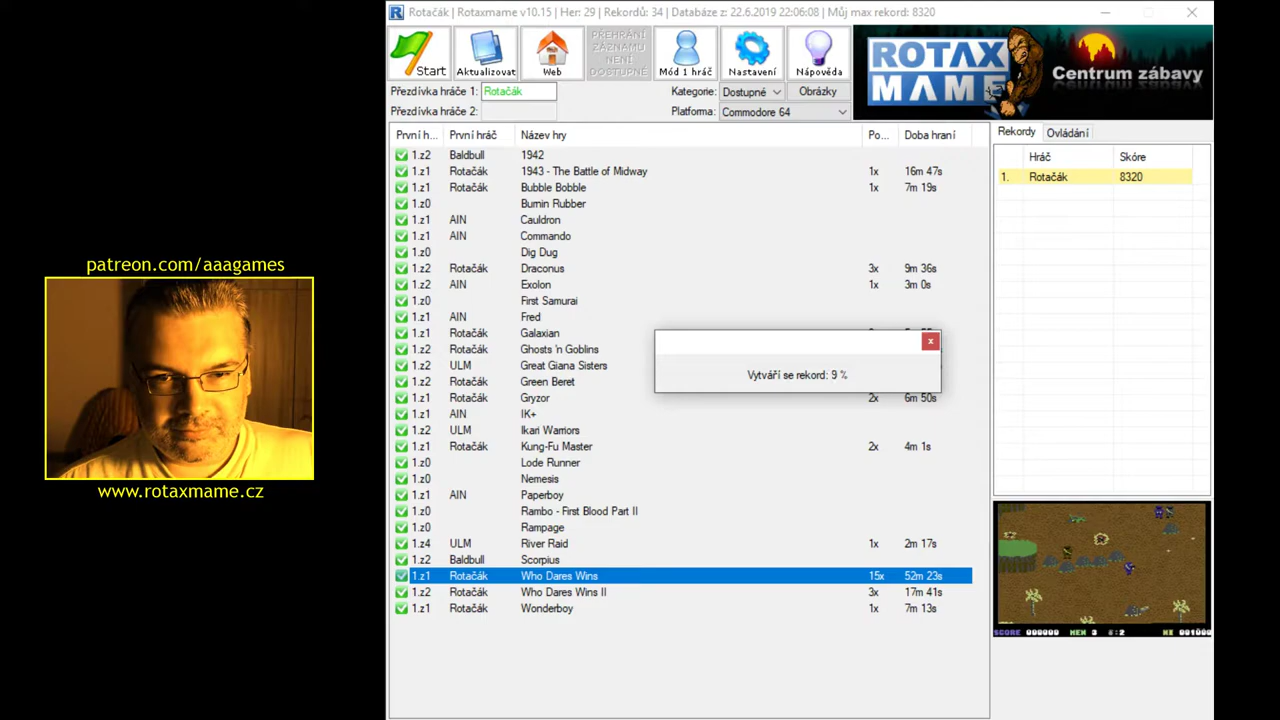 Rotačák | Rotaxmame v10.15 | Her: 29 | Rekordů: 34 | Databáze z: 22.6.2019 22:06:08 | Můj max rekord: 8320
Start
Aktualizovat
Web
PŘEHRÁNÍ ZÁZNAMU NENÍ DOSTUPNÉ
Mód 1 hráč
Nastavení
Nápověda
ROTAX MAME
Centrum zábavy
Přezdívka hráče 1: Rotačák
Kategorie: Dostupné Obrázky
Přezdívka hráče 2:
Platforma: Commodore 64
První h... První hráč Název hry Po... Doba hraní
1.z2 Baldbull 1942
1.z1 Rotačák 1943 - The Battle of Midway 1x 16m 47s
1.z1 Rotačák Bubble Bobble 1x 7m 19s
1.z0 Burnin Rubber
1.z1 AIN Cauldron
1.z1 AIN Commando
1.z0 Dig Dug
1.z2 Rotačák Draconus 3x 9m 36s
1.z2 AIN Exolon 1x 3m 0s
1.z0 First Samurai
1.z1 AIN Fred
1.z1 Rotačák Galaxian
1.z2 Rotačák Ghosts 'n Goblins
1.z2 ULM Great Giana Sisters
1.z2 Rotačák Green Beret
1.z1 Rotačák Gryzor 2x 6m 50s
1.z1 AIN IK+
1.z2 ULM Ikari Warriors
1.z1 Rotačák Kung-Fu Master 2x 4m 1s
1.z0 Lode Runner
1.z0 Nemesis
1.z1 AIN Paperboy
1.z0 Rambo - First Blood Part II
1.z0 Rampage
1.z4 ULM River Raid 1x 2m 17s
1.z2 Baldbull Scorpius
1.z1 Rotačák Who Dares Wins 15x 52m 23s
1.z2 Rotačák Who Dares Wins II 3x 17m 41s
1.z1 Rotačák Wonderboy 1x 7m 13s
x
Vytváří se rekord: 9 %
Rekordy Ovládání
Hráč Skóre
1. Rotačák 8320
SCORE 000000 MEN 3
patreon.com/aaagames
www.rotaxmame.cz